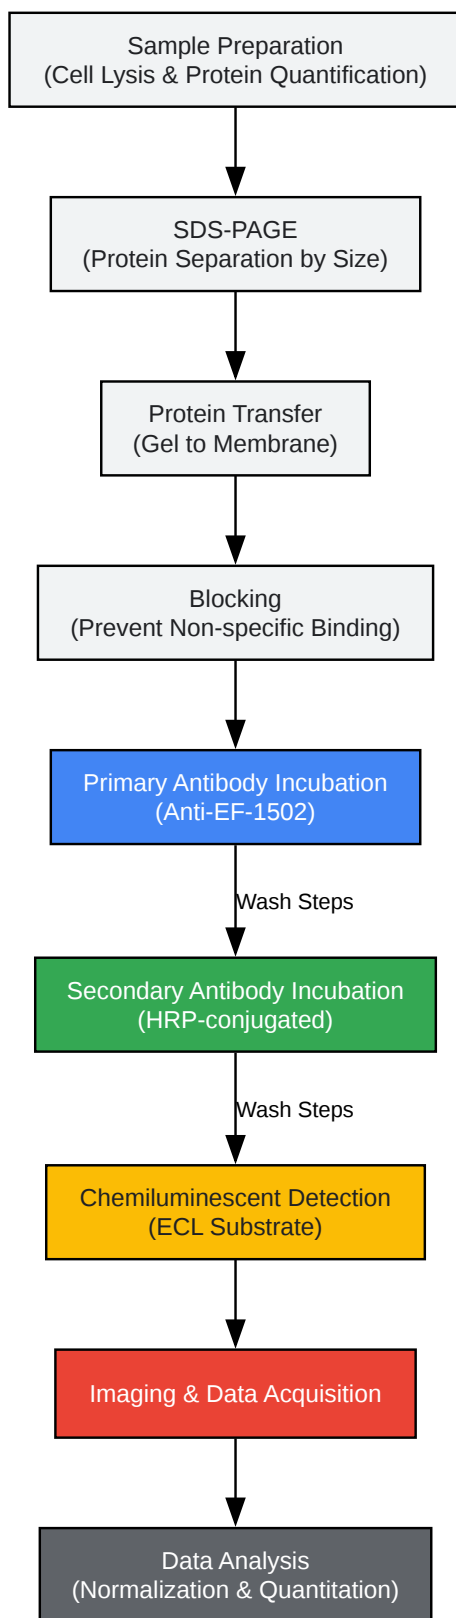 Sample Preparation
(Cell Lysis & Protein Quantification)
SDS-PAGE
(Protein Separation by Size)
Protein Transfer
(Gel to Membrane)
Blocking
(Prevent Non-specific Binding)
Primary Antibody Incubation
(Anti-EF-1502)
Wash Steps
Secondary Antibody Incubation
(HRP-conjugated)
Wash Steps
Chemiluminescent Detection
(ECL Substrate)
Imaging & Data Acquisition
Data Analysis
(Normalization & Quantitation)